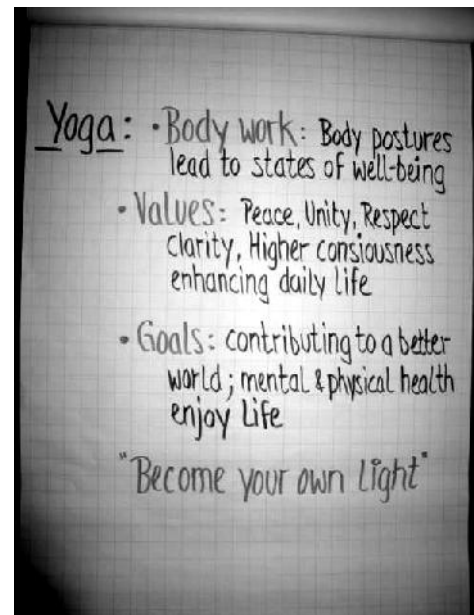 Yoga: • Body work: Body postures
lead to states of well-being
• Values: Peace, Unity, Respect
clarity, Higher consiousness
enhancing daily life
• Goals: contributing to a better
world; mental & physical health
enjoy Life
"Become your own light"